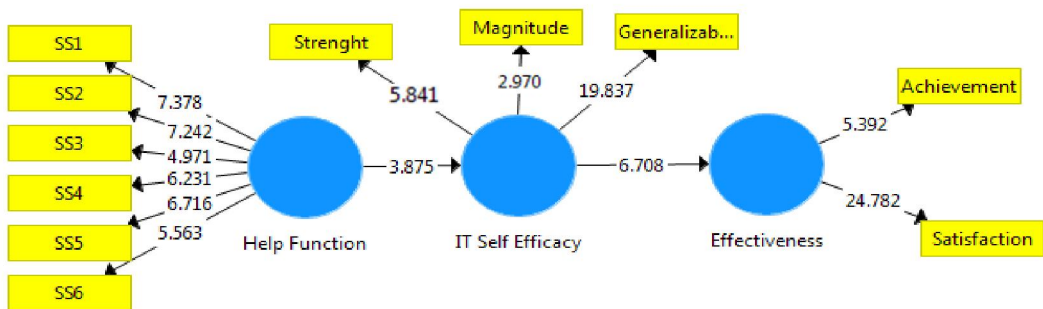 SS1
SS2
SS3
SS4
SS5
SS6
7.378
7.242
4.971
6.231
6.716
5.563
Help Function
3.875
Strenght
Magnitude
Generalizab...
5.841
2.970
19.837
IT Self Efficacy
6.708
Effectiveness
Achievement
5.392
24.782
Satisfaction